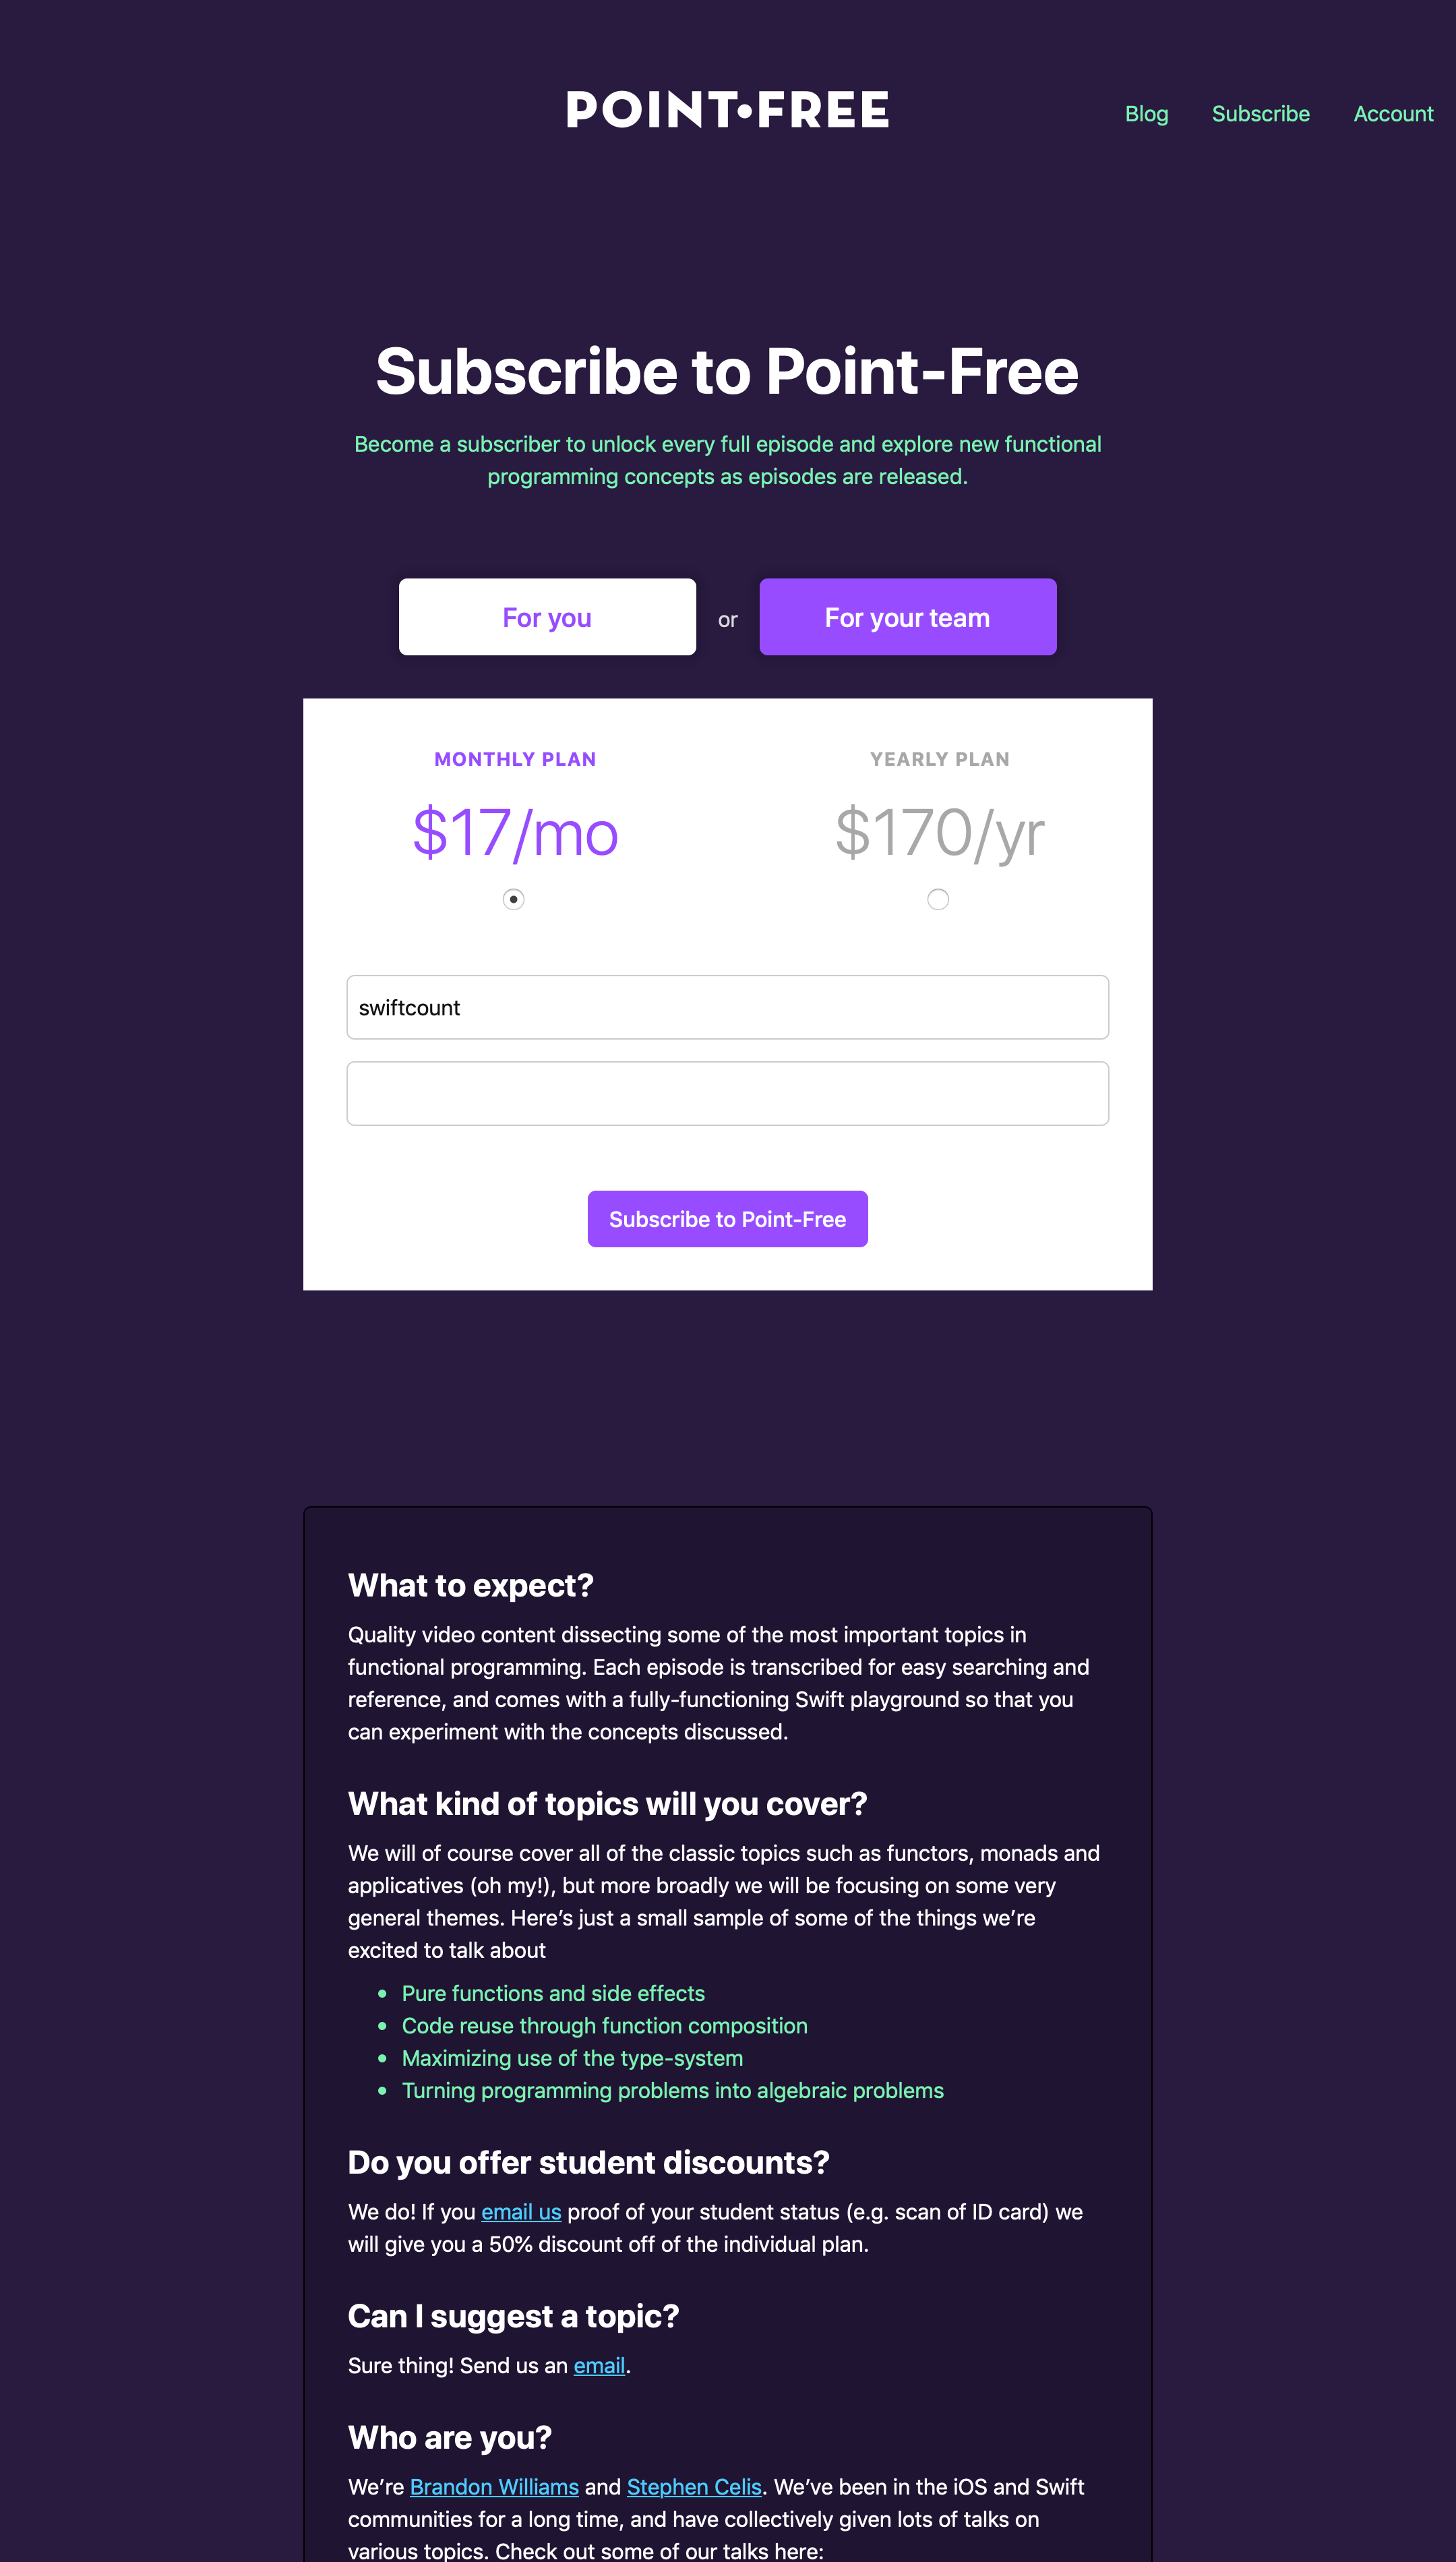 POINT•FREE
Blog Subscribe Account
Subscribe to Point-Free
Become a subscriber to unlock every full episode and explore new functional
programming concepts as episodes are released.
For you or For your team
MONTHLY PLAN
$17/mo
YEARLY PLAN
$170/yr
swiftcount
Subscribe to Point-Free
What to expect?
Quality video content dissecting some of the most important topics in
functional programming. Each episode is transcribed for easy searching and
reference, and comes with a fully-functioning Swift playground so that you
can experiment with the concepts discussed.
What kind of topics will you cover?
We will of course cover all of the classic topics such as functors, monads and
applicatives (oh my!), but more broadly we will be focusing on some very
general themes. Here’s just a small sample of some of the things we’re
excited to talk about
• Pure functions and side effects
• Code reuse through function composition
• Maximizing use of the type-system
• Turning programming problems into algebraic problems
Do you offer student discounts?
We do! If you email us proof of your student status (e.g. scan of ID card) we
will give you a 50% discount off of the individual plan.
Can I suggest a topic?
Sure thing! Send us an email.
Who are you?
We’re Brandon Williams and Stephen Celis. We’ve been in the iOS and Swift
communities for a long time, and have collectively given lots of talks on
various topics. Check out some of our talks here: